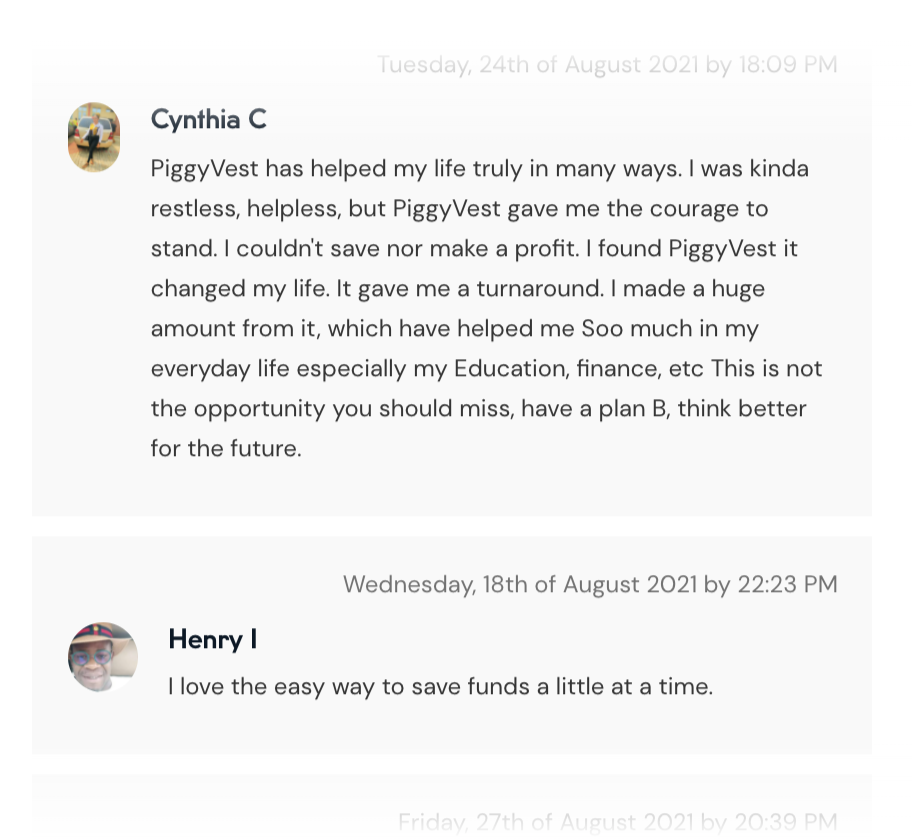 Tuesday, 24th of August 2021 by 18:09 PM
Cynthia C
PiggyVest has helped my life truly in many ways. I was kinda
restless, helpless, but PiggyVest gave me the courage to
stand. I couldn't save nor make a profit. I found PiggyVest it
changed my life. It gave me a turnaround. I made a huge
amount from it, which have helped me Soo much in my
everyday life especially my Education, finance, etc This is not
the opportunity you should miss, have a plan B, think better
for the future.
Wednesday, 18th of August 2021 by 22:23 PM
Henry I
I love the easy way to save funds a little at a time.
Friday, 27th of August 2021 by 20:39 PM